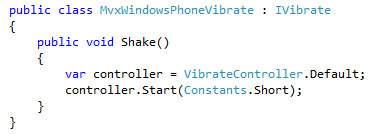 public class MvxWindowsPhoneVibrate : IVibrate
{
    public void Shake()
    {
        var controller = VibrateController.Default;
        controller.Start(Constants.Short);
    }
}